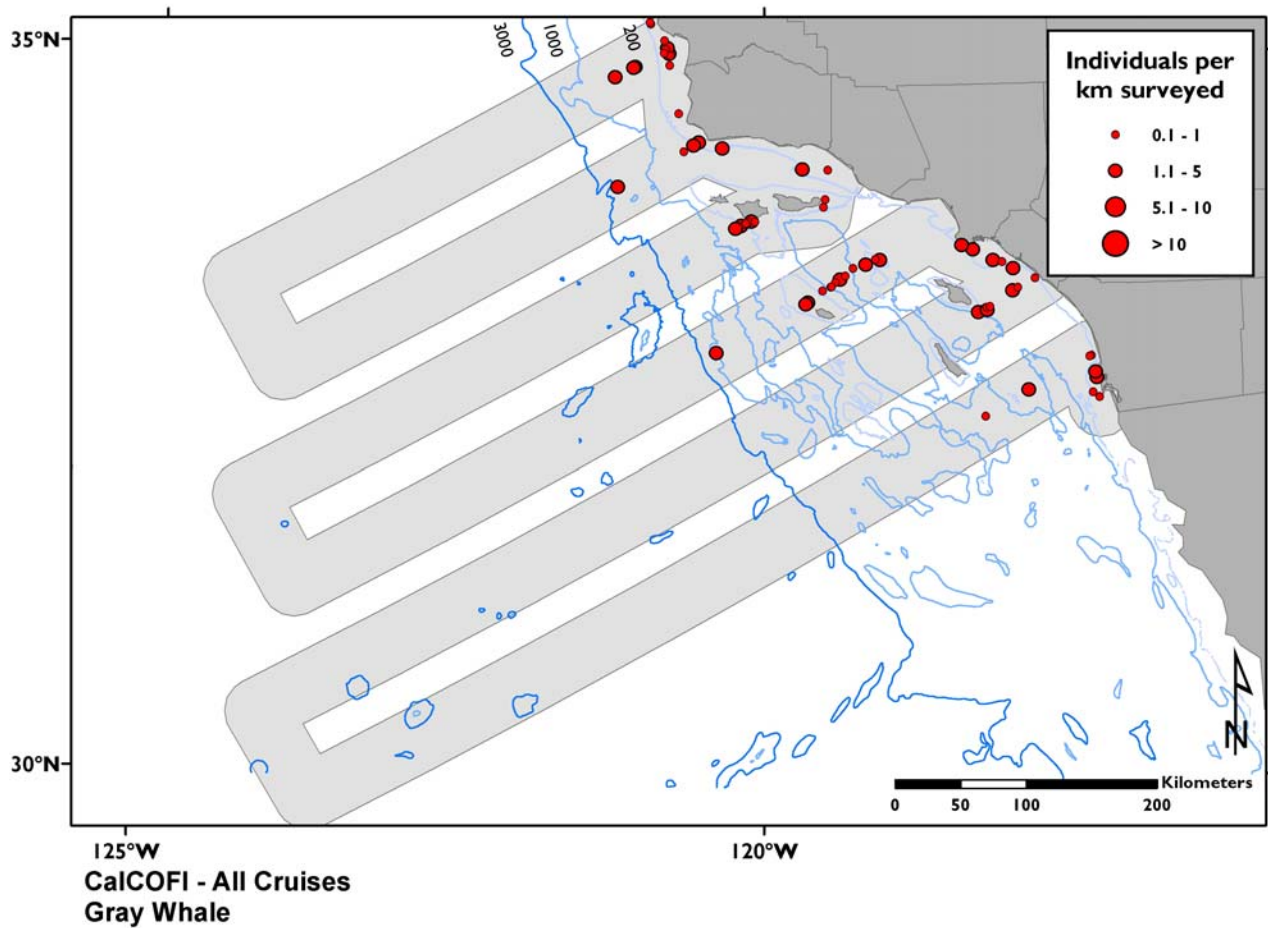 35°N
3000
1000
200
Individuals per
km surveyed
0.1 - 1
1.1 - 5
5.1 - 10
> 10
30°N
N
Kilometers
0 50 100 200
125°W
120°W
CalCOFI - All Cruises
Gray Whale